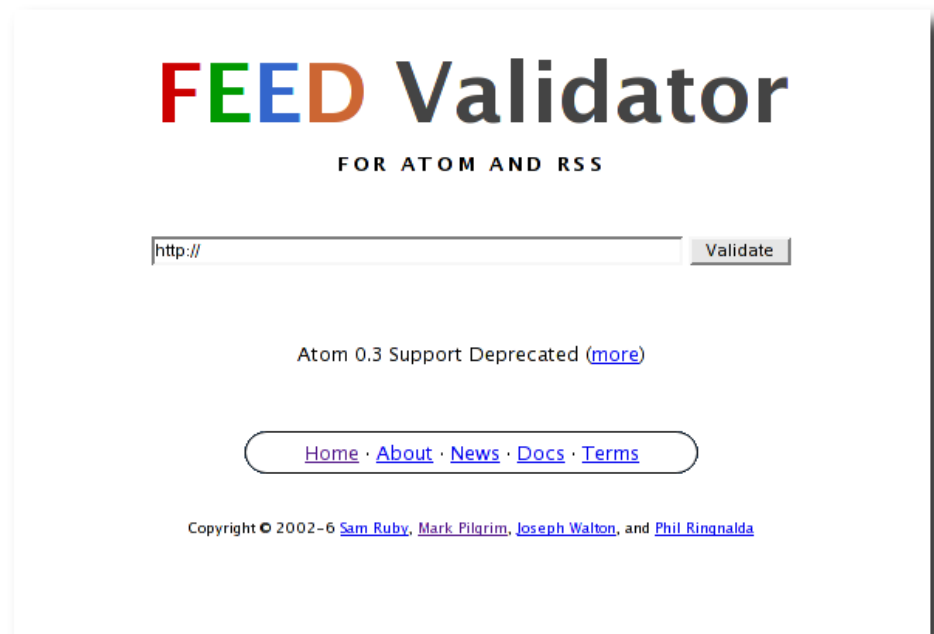 FEED Validator
FOR ATOM AND RSS
http:// Validate
Atom 0.3 Support Deprecated (more)
Home · About · News · Docs · Terms
Copyright © 2002-6 Sam Ruby, Mark Pilgrim, Joseph Walton, and Phil Ringnalda